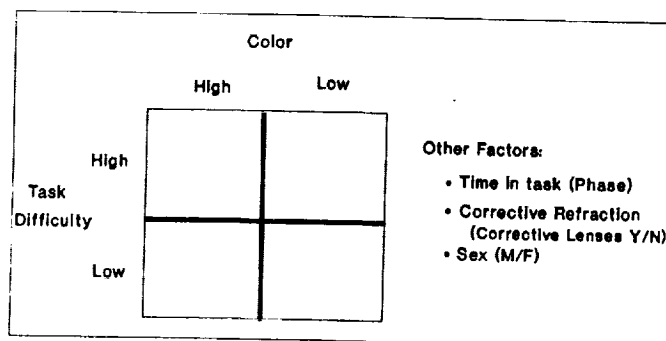 Color
High Low
High
Task
Difficulty
Low
Other Factors:
• Time in task (Phase)
• Corrective Refraction
(Corrective Lenses Y/N)
• Sex (M/F)